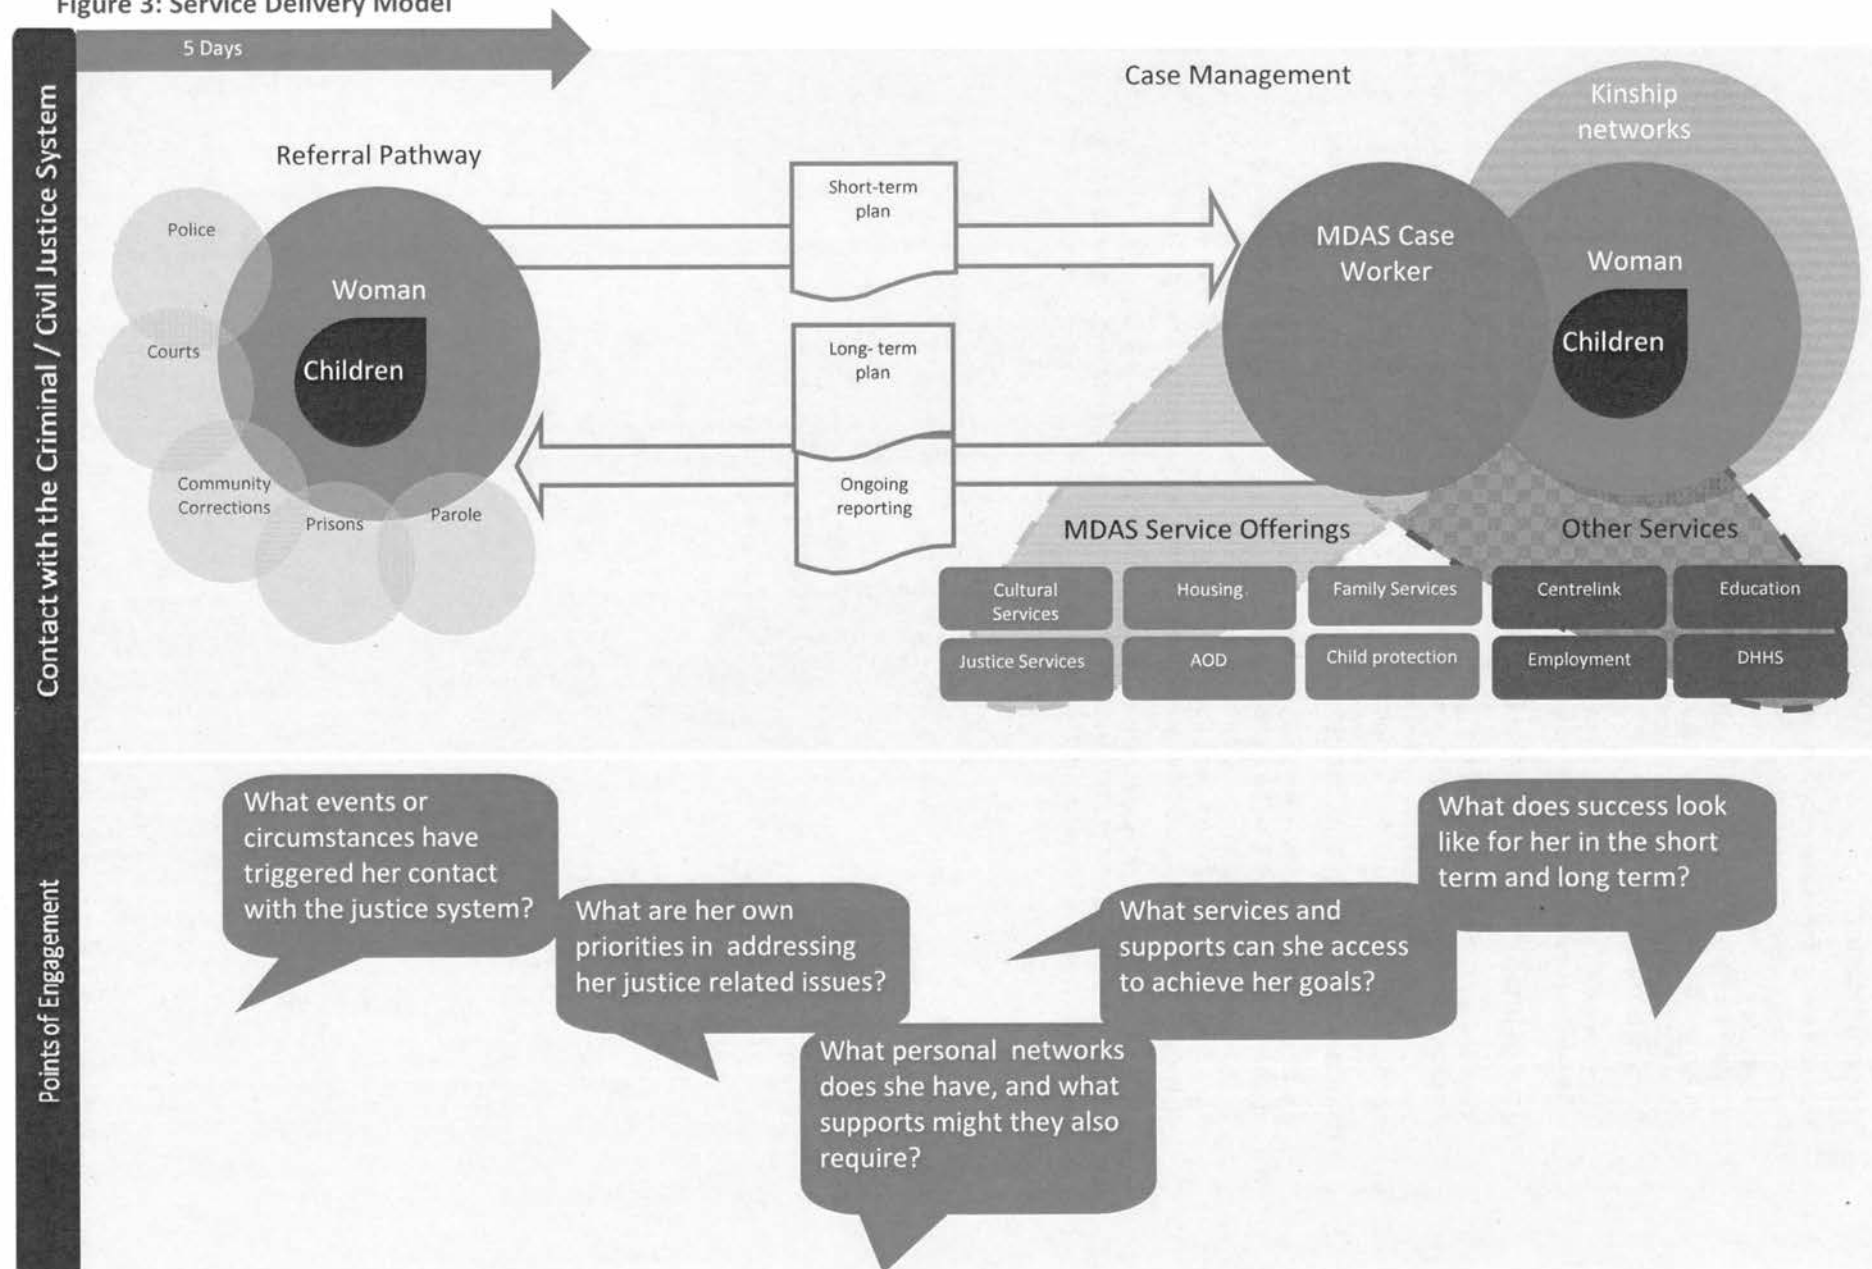 Figure 3: Service Delivery Model
5 Days
Contact with the Criminal / Civil Justice System
Referral Pathway
Police
Courts
Community
Corrections
Prisons
Parole
Woman
Children
Short-term
plan
Long- term
plan
Ongoing
reporting
Case Management
Kinship
networks
MDAS Case
Worker
Woman
Children
MDAS Service Offerings
Other Services
Cultural
Services
Housing
Family Services
Centrelink
Education
Justice Services
AOD
Child protection
Employment
DHHS
Points of Engagement
What events or
circumstances have
triggered her contact
with the justice system?
What are her own
priorities in addressing
her justice related issues?
What personal networks
does she have, and what
supports might they also
require?
What services and
supports can she access
to achieve her goals?
What does success look
like for her in the short
term and long term?